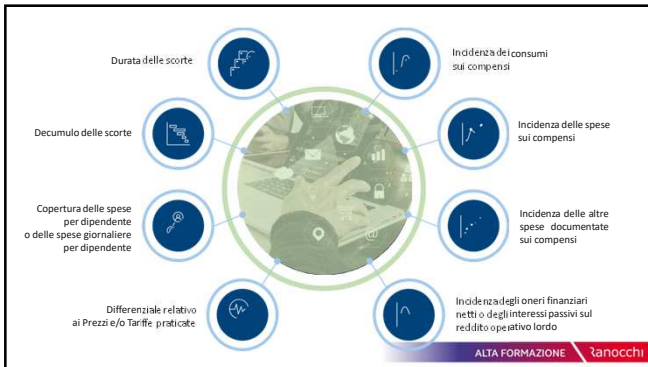 Durata delle scorte
Decumulo delle scorte
Copertura delle spese
per dipendente
o delle spese giornaliere
per dipendente
Differenziale relativo
ai Prezzi e/o Tariffe praticate
Incidenza dei consumi
sui compensi
Incidenza delle spese
sui compensi
Incidenza delle altre
spese documentate
sui compensi
Incidenza degli oneri finanziari
netti o degli interessi passivi sul
reddito operativo lordo
@
ALTA FORMAZIONE Ranocchi